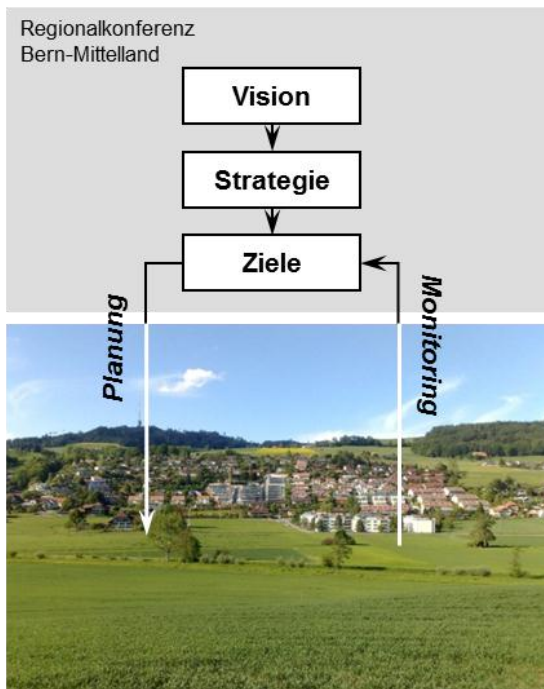 Regionalkonferenz
Bern-Mittelland
Vision
Strategie
Ziele
Planung
Monitoring